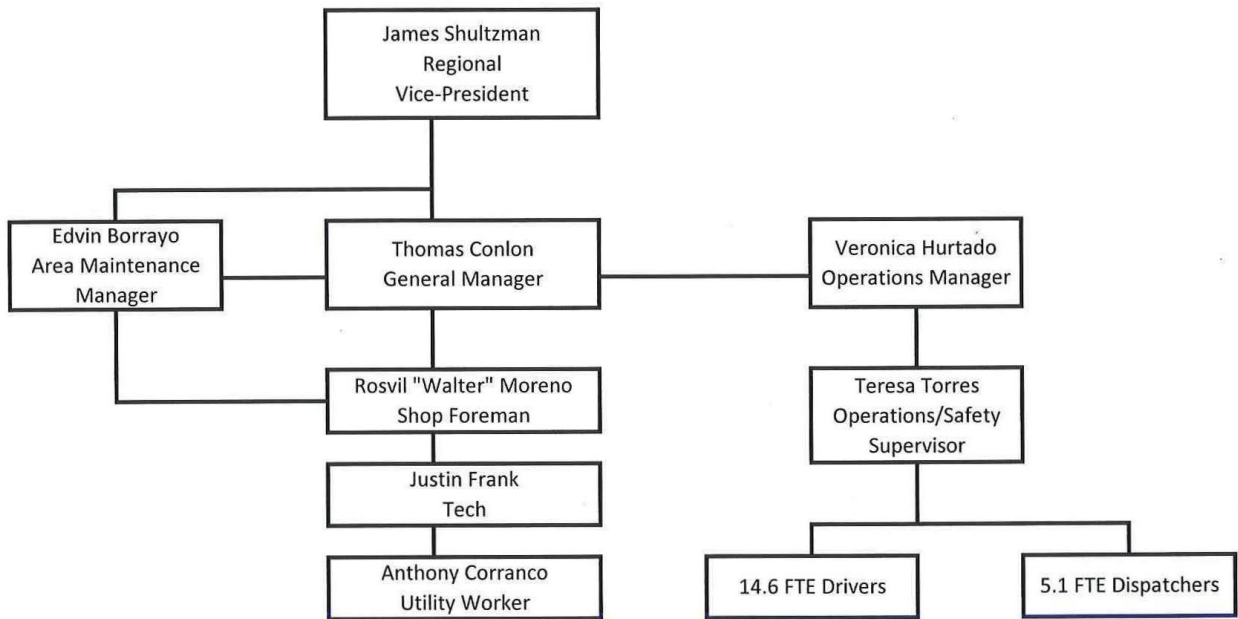 James Shultzman
Regional
Vice-President
Edvin Borrayo
Area Maintenance
Manager
Thomas Conlon
General Manager
Veronica Hurtado
Operations Manager
Rosvil "Walter" Moreno
Shop Foreman
Teresa Torres
Operations/Safety
Supervisor
Justin Frank
Tech
Anthony Corranco
Utility Worker
14.6 FTE Drivers
5.1 FTE Dispatchers